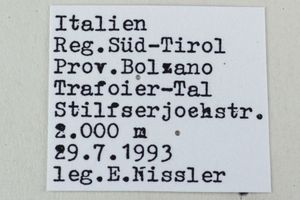 Italien
Reg.Süd-Tirol
Prov.Bolzano
Trafoier-Tal
Stilfserjochstr.
2.000 m
29.7.1993
leg.E.Nissler